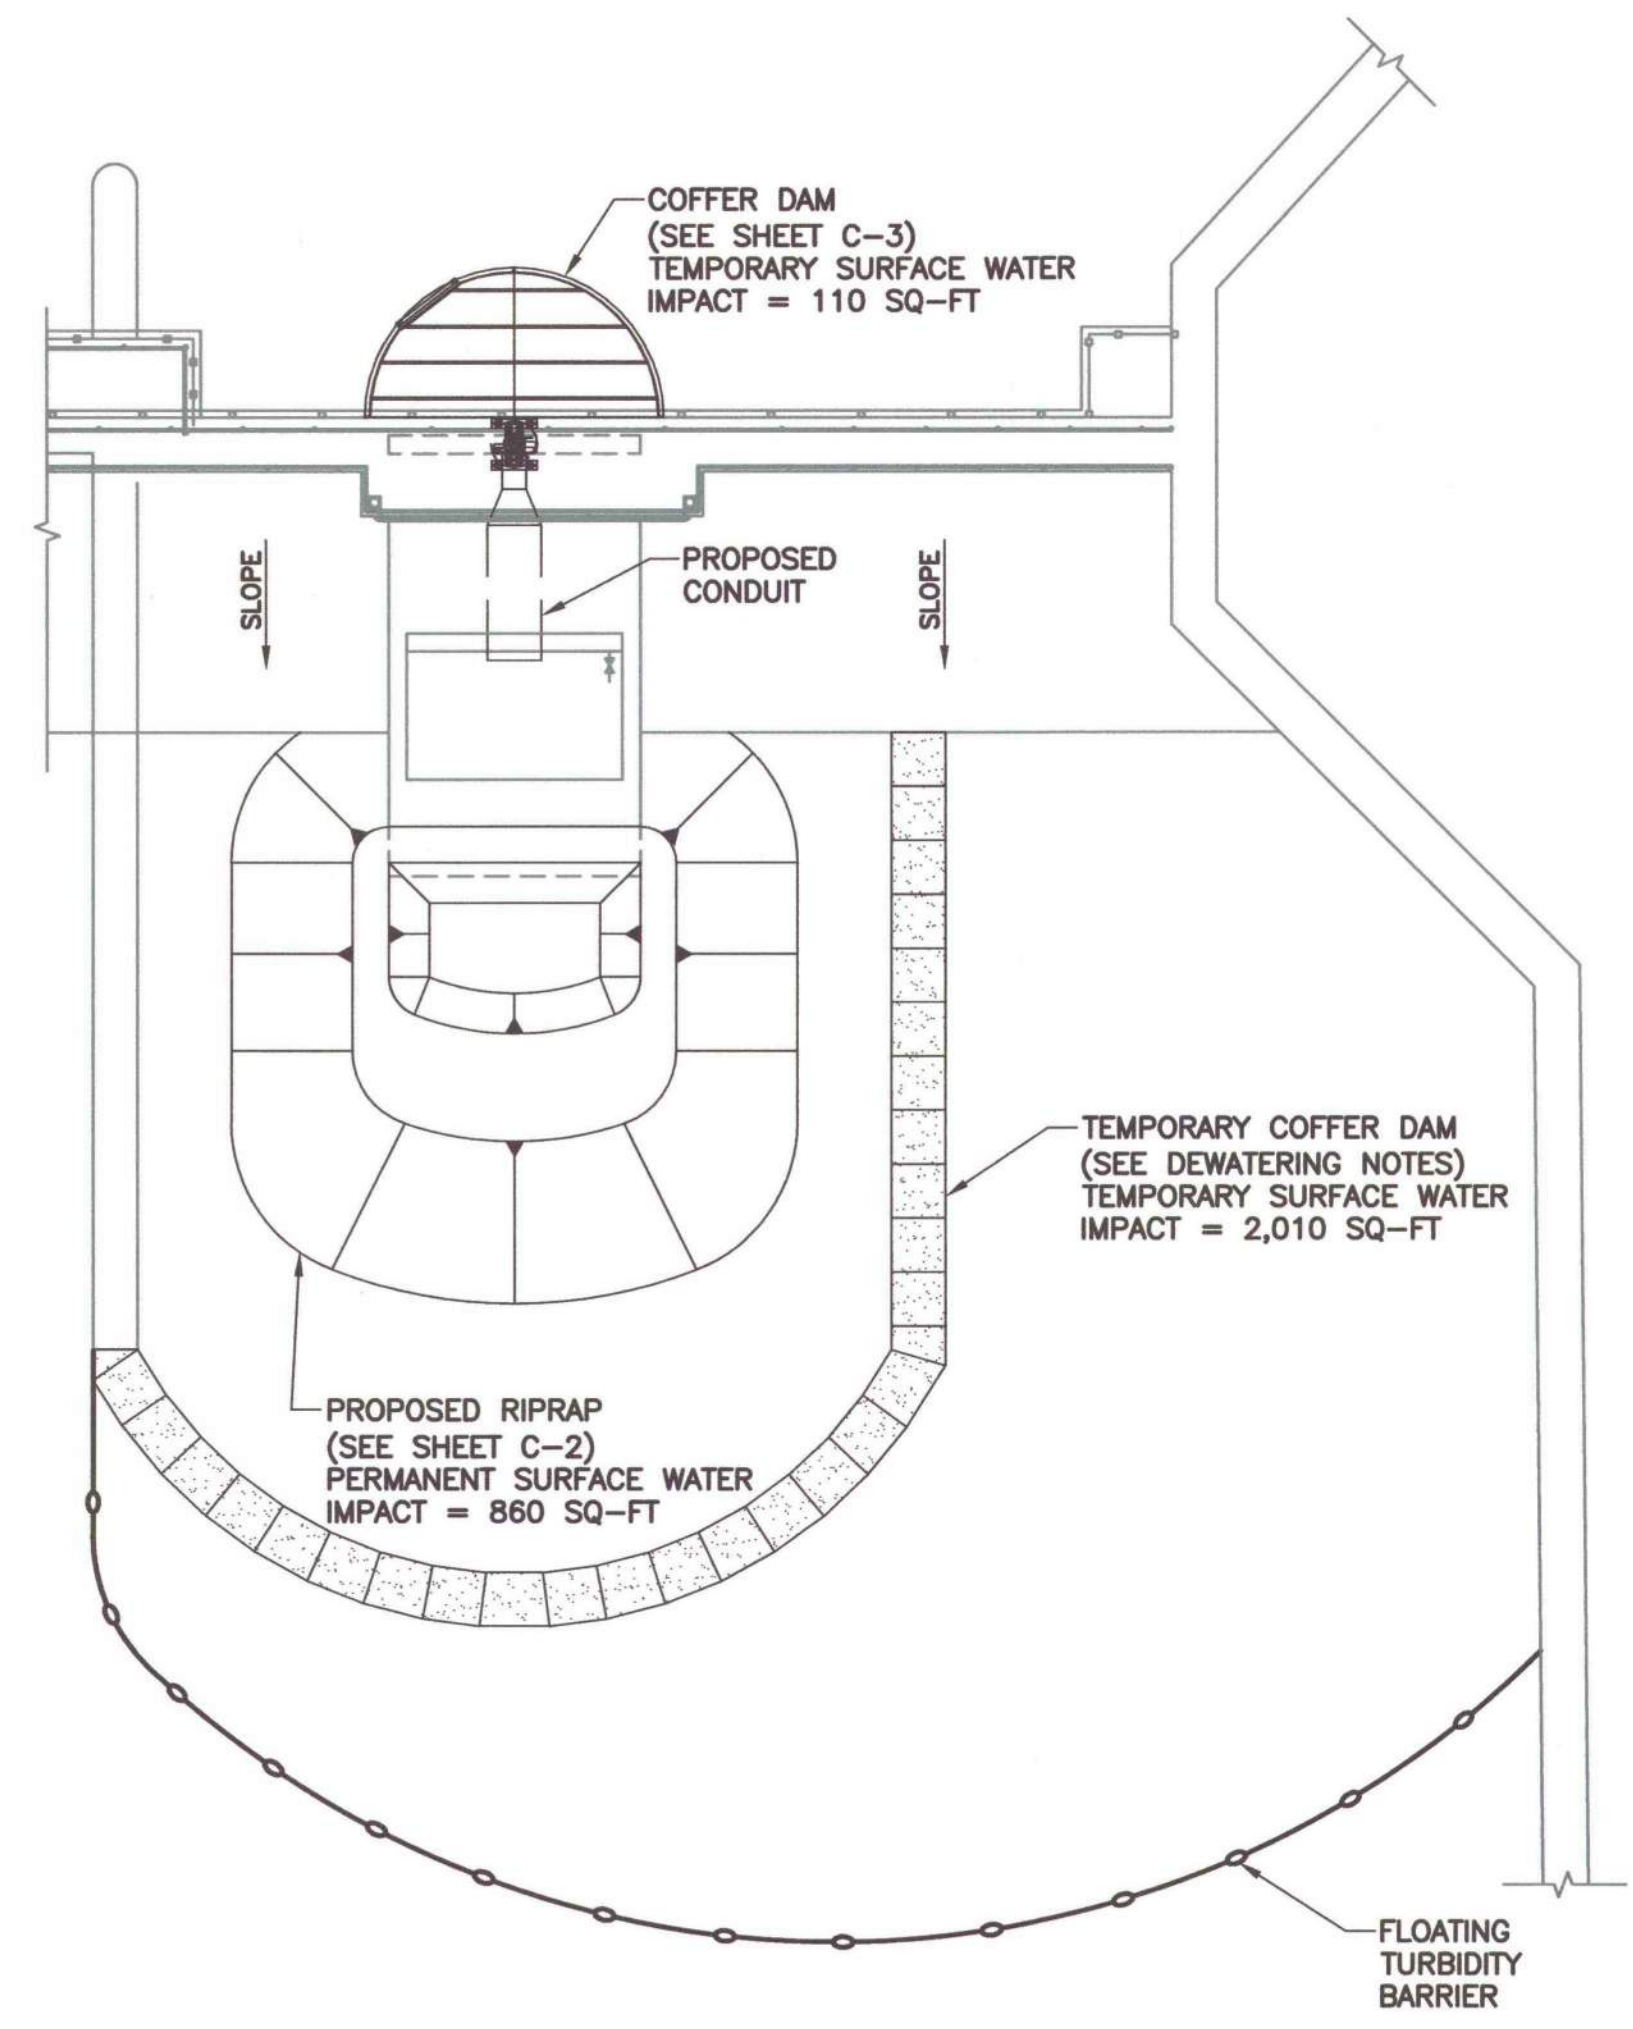 COFFER DAM
(SEE SHEET C-3)
TEMPORARY SURFACE WATER
IMPACT = 110 SQ-FT
SLOPE
PROPOSED
CONDUIT
SLOPE
TEMPORARY COFFER DAM
(SEE DEWATERING NOTES)
TEMPORARY SURFACE WATER
IMPACT = 2,010 SQ-FT
PROPOSED RIPRAP
(SEE SHEET C-2)
PERMANENT SURFACE WATER
IMPACT = 860 SQ-FT
FLOATING
TURBIDITY
BARRIER